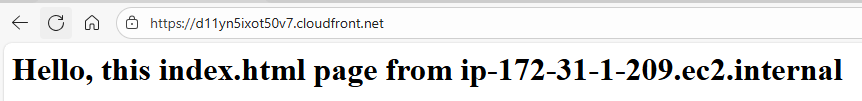 https://d11yn5ixot50v7.cloudfront.net
Hello, this index.html page from ip-172-31-1-209.ec2.internal